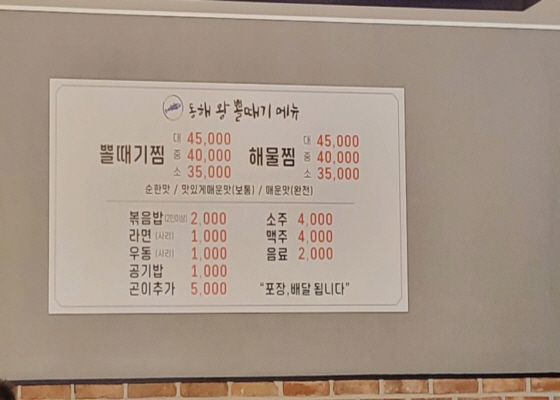 동해 왕 뽈때기 메뉴
뽈때기찜
대 45,000
중 40,000
소 35,000
해물찜
대 45,000
중 40,000
소 35,000
순한맛 / 맛있게매운맛(보통) / 매운맛(완전)
볶음밥(2인이상) 2,000
라면 (사리) 1,000
우동 (사리) 1,000
공기밥 1,000
곤이추가 5,000
소주 4,000
맥주 4,000
음료 2,000
"포장,배달 됩니다"